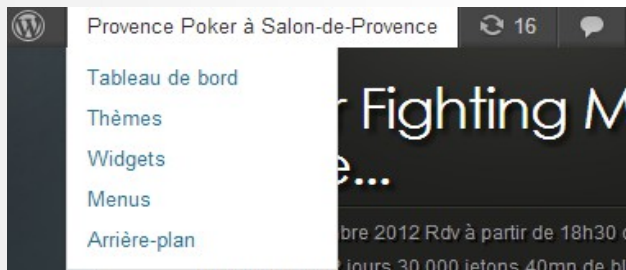 Provence Poker à Salon-de-Provence 16
Tableau de bord
Thèmes
Widgets
Menus
Arrière-plan
Fighting
e...
bre 2012 Rdv à partir de 18h30
jours 30 000 jetons 40mn de bl